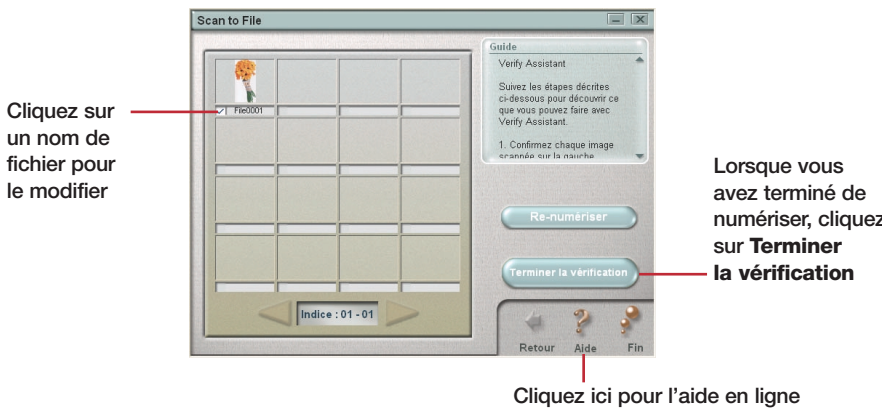 Scan to File
Guide
Verify Assistant
Suivez les étapes décrites
ci-dessous pour découvrir ce
que vous pouvez faire avec
Verify Assistant.
1. Confirmez chaque image
scannée sur la gauche
Cliquez sur
un nom de
fichier pour
le modifier
File0001
Lorsque vous
avez terminé de
numériser, cliquez
sur Terminer
la vérification
Re-numériser
Terminer la vérification
Indice : 01 - 01
Retour
Aide
Fin
Cliquez ici pour l’aide en ligne